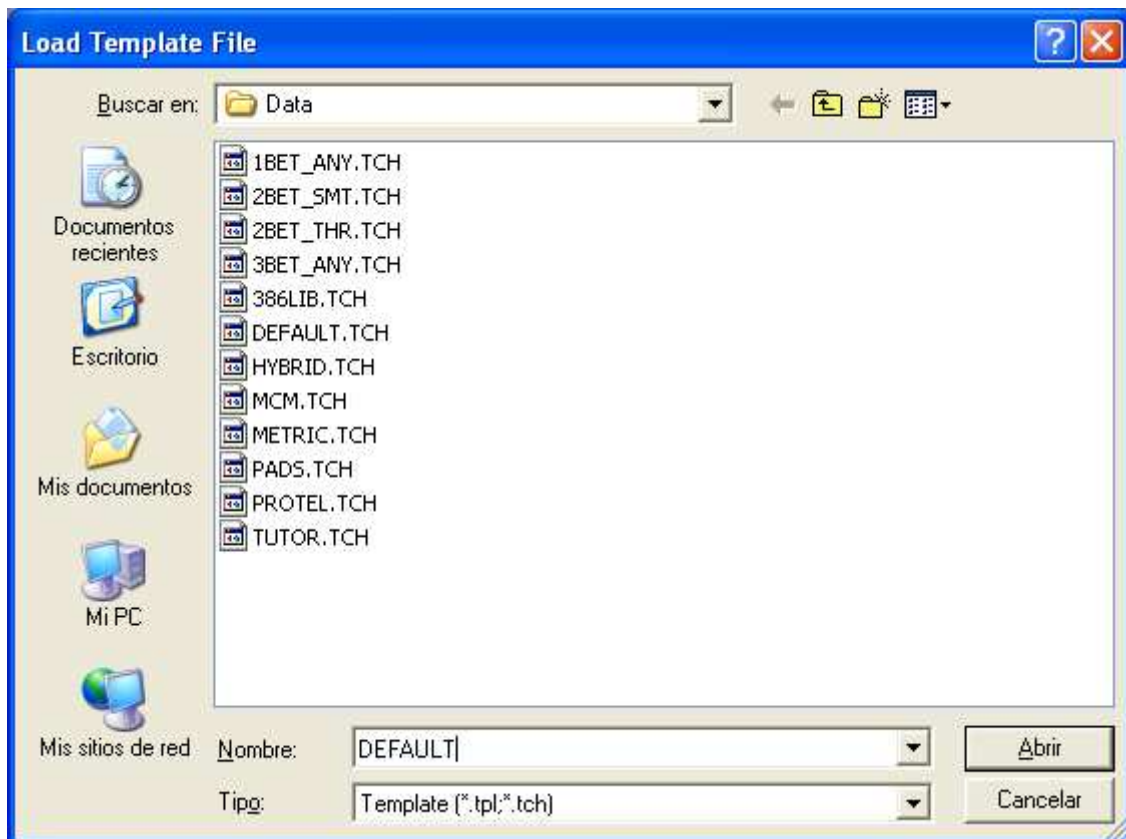 Load Template File
Buscar en: Data
1BET_ANY.TCH
2BET_SMT.TCH
2BET_THR.TCH
3BET_ANY.TCH
386LIB.TCH
DEFAULT.TCH
HYBRID.TCH
MCM.TCH
METRIC.TCH
PADS.TCH
PROTEL.TCH
TUTOR.TCH
Documentos
recientes
Escritorio
Mis documentos
Mi PC
Mis sitios de red
Nombre: DEFAULT Abrir
Tipo: Template (*.tpl;*.tch) Cancelar